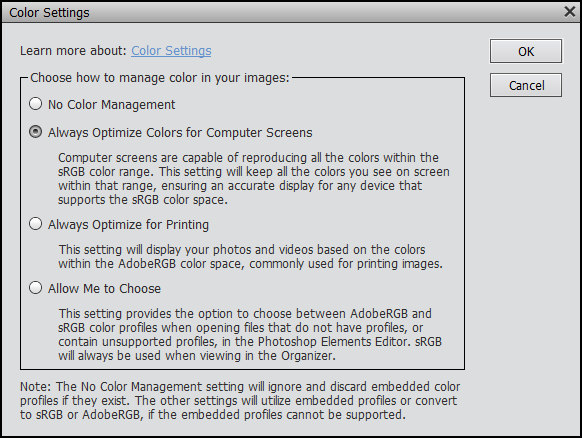 Color Settings
Learn more about: Color Settings
OK
Cancel
Choose how to manage color in your images:
No Color Management
Always Optimize Colors for Computer Screens
Computer screens are capable of reproducing all the colors within the
sRGB color range. This setting will keep all the colors you see on screen
within that range, ensuring an accurate display for any device that
supports the sRGB color space.
Always Optimize for Printing
This setting will display your photos and videos based on the colors
within the AdobeRGB color space, commonly used for printing images.
Allow Me to Choose
This setting provides the option to choose between AdobeRGB and
sRGB color profiles when opening files that do not have profiles, or
contain unsupported profiles, in the Photoshop Elements Editor. sRGB
will always be used when viewing in the Organizer.
Note: The No Color Management setting will ignore and discard embedded color
profiles if they exist. The other settings will utilize embedded profiles or convert
to sRGB or AdobeRGB, if the embedded profiles cannot be supported.